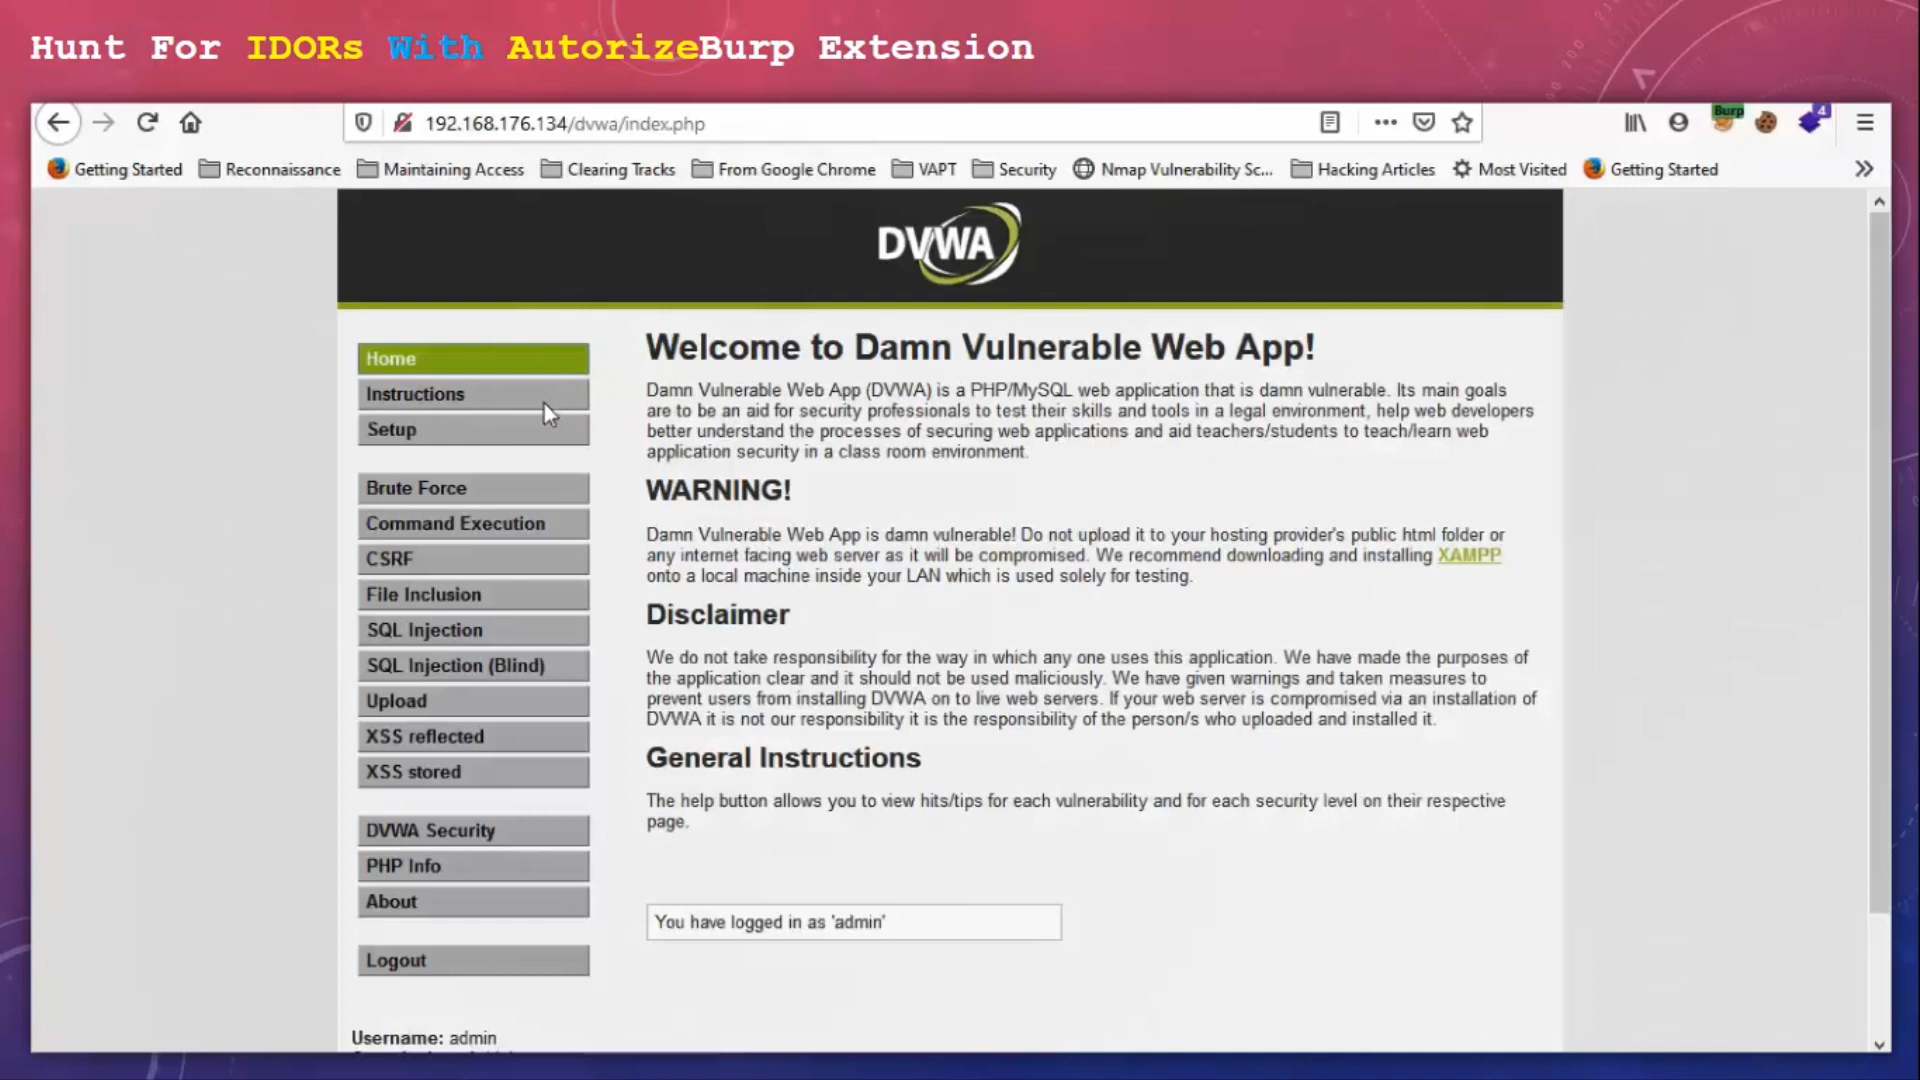 Hunt For IDORs With AutorizeBurp Extension
192.168.176.134/dvwa/index.php
Burp
4
Getting Started Reconnaissance Maintaining Access Clearing Tracks From Google Chrome VAPT Security Nmap Vulnerability Sc... Hacking Articles Most Visited Getting Started
DVWA
Home
Instructions
Setup
Brute Force
Command Execution
CSRF
File Inclusion
SQL Injection
SQL Injection (Blind)
Upload
XSS reflected
XSS stored
DVWA Security
PHP Info
About
Logout
Username: admin
Welcome to Damn Vulnerable Web App!
Damn Vulnerable Web App (DVWA) is a PHP/MySQL web application that is damn vulnerable. Its main goals
are to be an aid for security professionals to test their skills and tools in a legal environment, help web developers
better understand the processes of securing web applications and aid teachers/students to teach/learn web
application security in a class room environment.
WARNING!
Damn Vulnerable Web App is damn vulnerable! Do not upload it to your hosting provider's public html folder or
any internet facing web server as it will be compromised. We recommend downloading and installing XAMPP
onto a local machine inside your LAN which is used solely for testing.
Disclaimer
We do not take responsibility for the way in which any one uses this application. We have made the purposes of
the application clear and it should not be used maliciously. We have given warnings and taken measures to
prevent users from installing DVWA on to live web servers. If your web server is compromised via an installation of
DVWA it is not our responsibility it is the responsibility of the person/s who uploaded and installed it.
General Instructions
The help button allows you to view hits/tips for each vulnerability and for each security level on their respective
page.
You have logged in as 'admin'